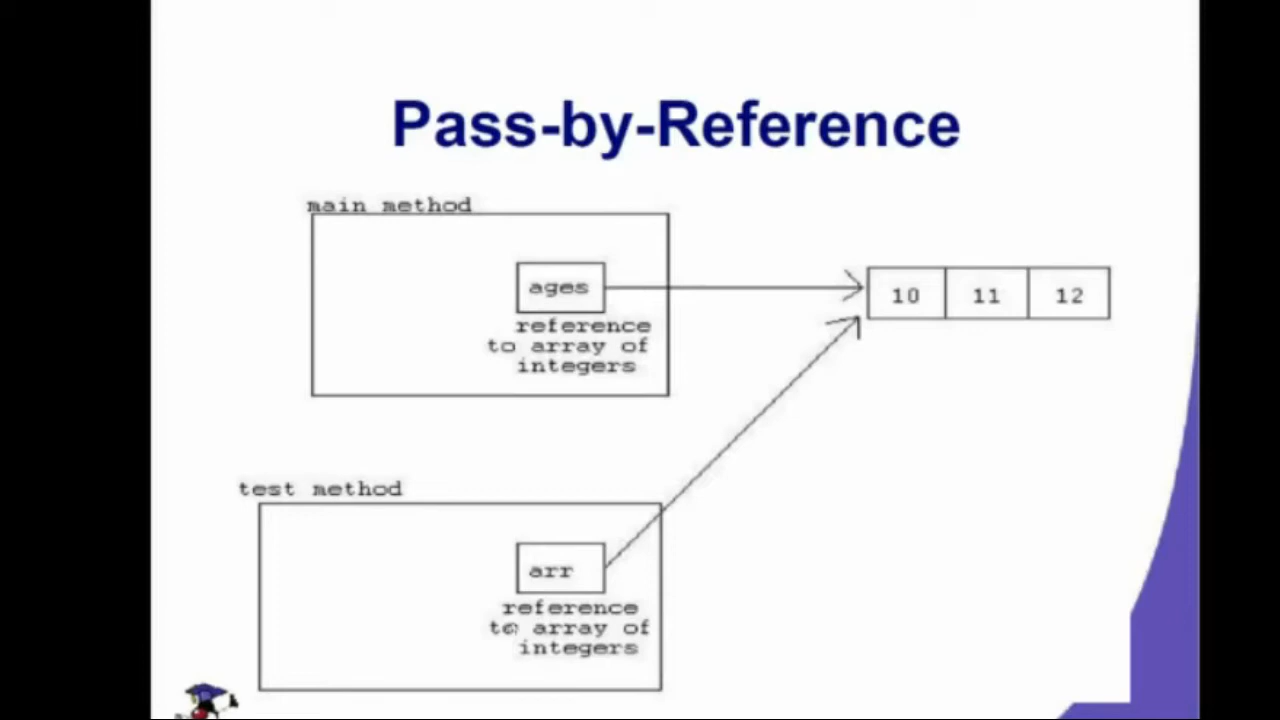 Pass-by-Reference
main method
ages
reference
to array of
integers
10 11 12
test method
arr
reference
to array of
integers